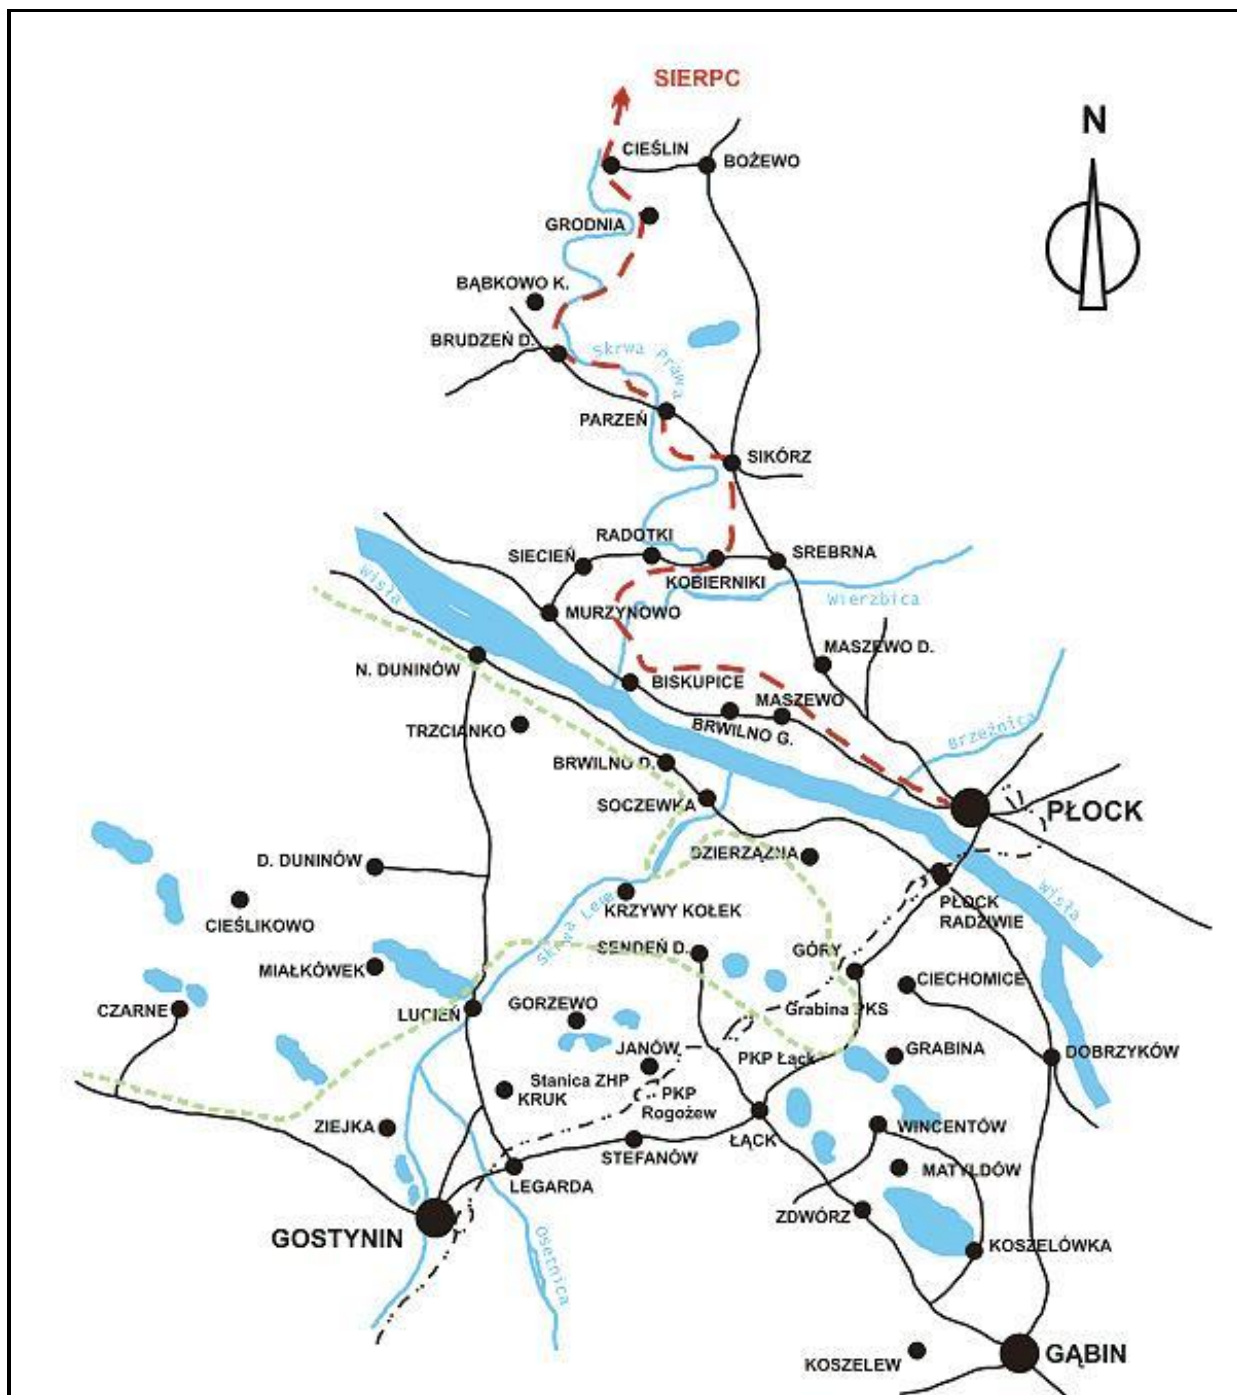 SIERPC
N
CIEŚLIN
BOŻEWO
GRODNIA
BĄBKOWO K.
BRUDZEŃ D.
Skrwa Prawa
PARZEŃ
SIKÓRZ
RADOTKI
SIECIEŃ
SREBRNA
KOBIERNIKI
Wisła
Wierzbica
MURZYNOWO
MASZEWO D.
N. DUNINÓW
BISKUPICE
MASZEWO
TRZCIANKO
BRWILNO G.
Brzeźnica
BRWILNO D.
SOCZEWKA
PŁOCK
D. DUNINÓW
DZIERZĄZNA
Wisła
PŁOCK
RADZIWIE
CIEŚLIKOWO
KRZYWY KOŁEK
Skrwa Lewa
SENDEŃ D.
GÓRY
MIAŁKÓWEK
CIECHOMICE
CZARNE
LUCIEŃ
GORZEWO
Grabina PKS
JANÓW
PKP Łąck
GRABINA
DOBRZYKÓW
Stanica ZHP
KRUK
PKP
Rogożew
ZIEJKA
WINCENTÓW
ŁĄCK
STEFANÓW
MATYLDÓW
LEGARDA
ZDWÓRZ
GOSTYNIN
KOSZELÓWKA
Osetnica
KOSZELEW
GĄBIN